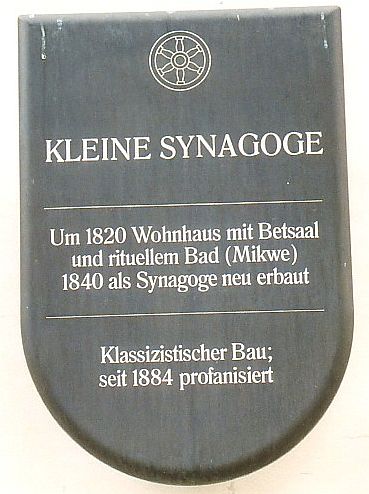 KLEINE SYNAGOGE
Um 1820 Wohnhaus mit Betsaal
und rituellem Bad (Mikwe)
1840 als Synagoge neu erbaut
Klassizistischer Bau;
seit 1884 profanisiert